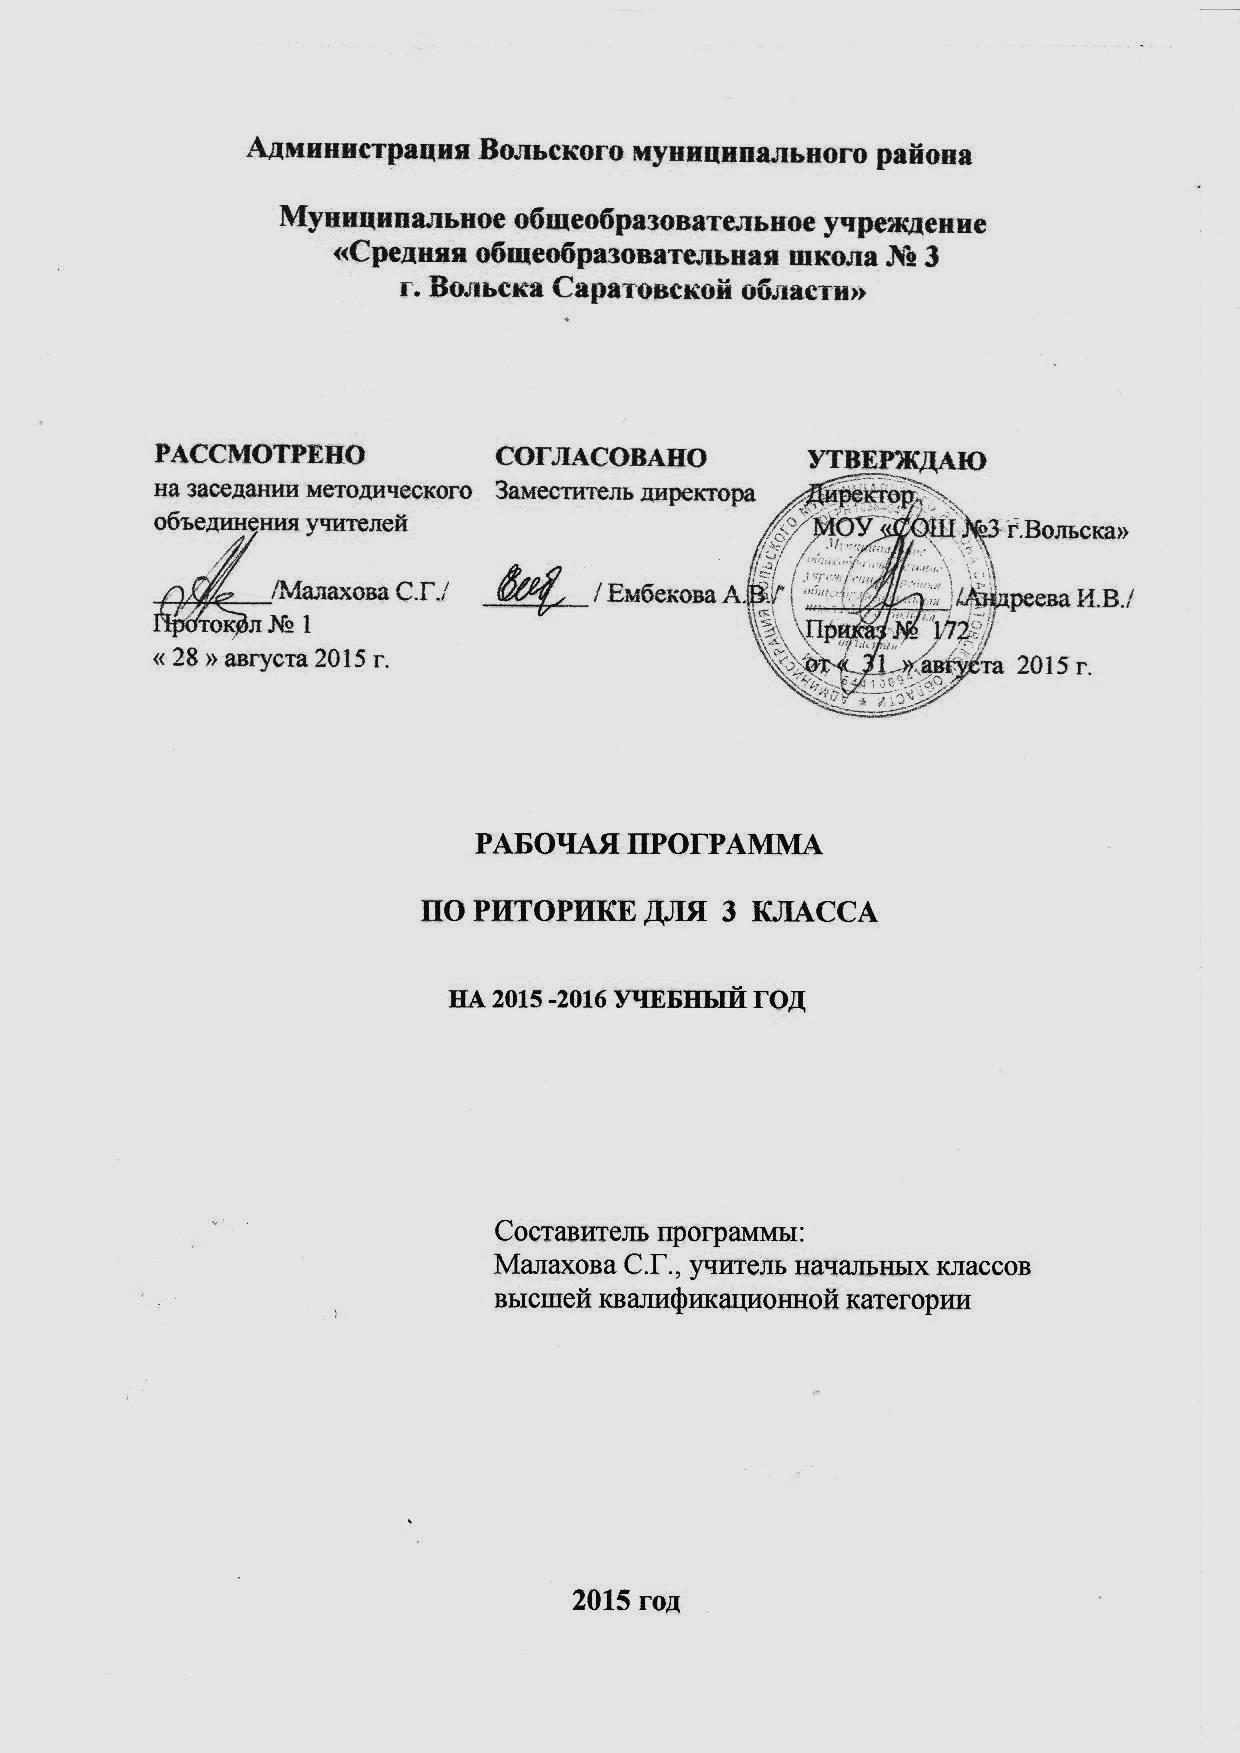 Администрация Вольского муниципального района
Муниципальное общеобразовательное учреждение
«Средняя общеобразовательная школа № 3
г. Вольска Саратовской области»
РАССМОТРЕНО
на заседании методического
объединения учителей
/Малахова С.Г./
Протокол № 1
« 28 » августа 2015 г.
СОГЛАСОВАНО
Заместитель директора
/ Ембекова А.В./
УТВЕРЖДАЮ
Директор
МОУ «СОШ №3 г.Вольска»
/Андреева И.В./
Приказ № 172
от « 31 » августа 2015 г.
РАБОЧАЯ ПРОГРАММА
ПО РИТОРИКЕ ДЛЯ 3 КЛАССА
НА 2015 -2016 УЧЕБНЫЙ ГОД
Составитель программы:
Малахова С.Г., учитель начальных классов
высшей квалификационной категории
2015 год